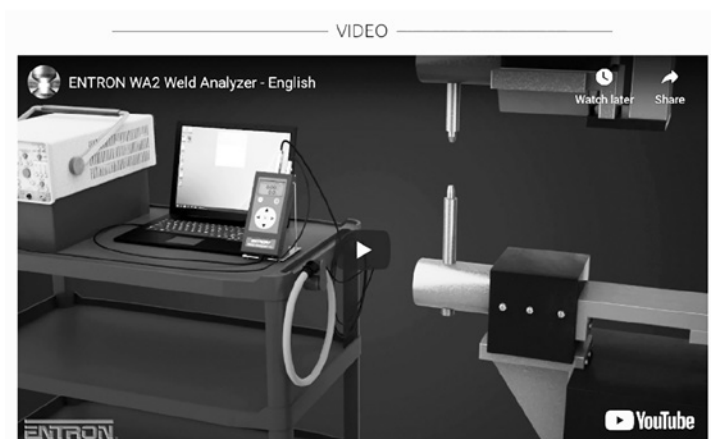 VIDEO
ENTRON WA2 Weld Analyzer - English
Watch later
Share
ENTRON
YouTube